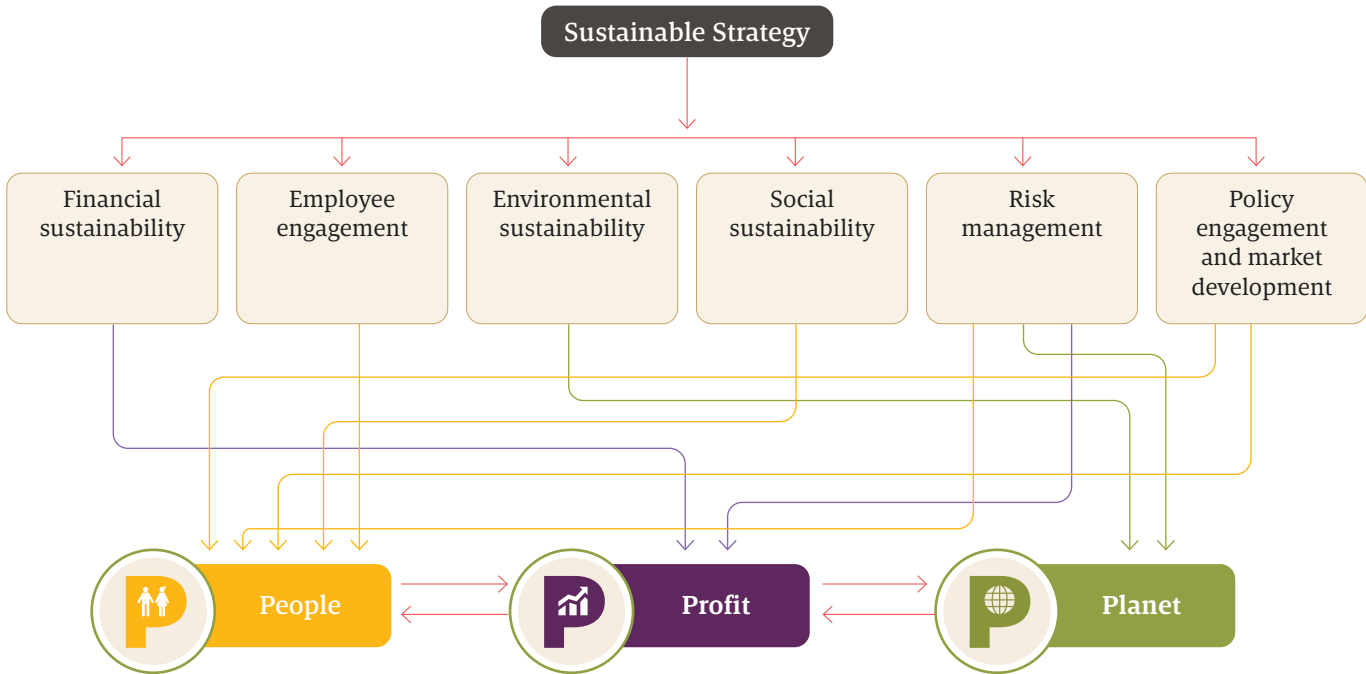 Sustainable Strategy
Financial
sustainability
Employee
engagement
Environmental
sustainability
Social
sustainability
Risk
management
Policy
engagement
and market
development
P
People
P
Profit
P
Planet